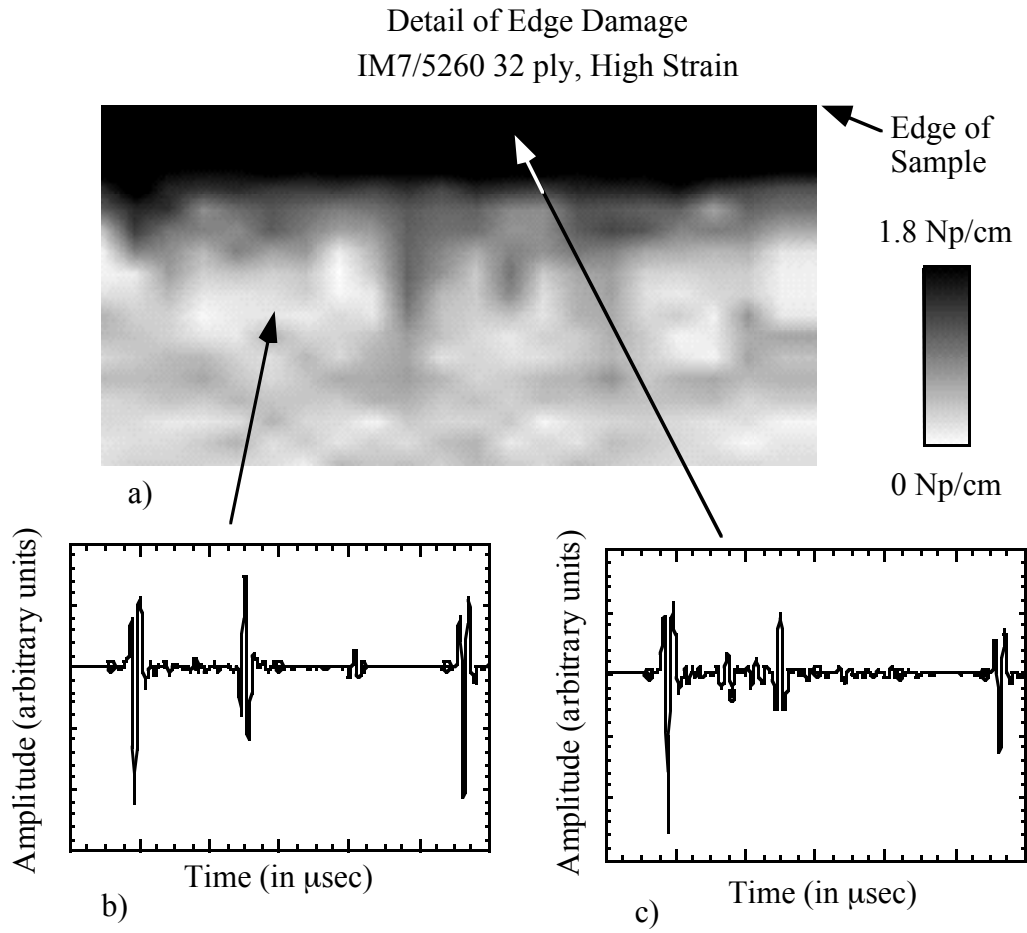 Detail of Edge Damage
IM7/5260 32 ply, High Strain
Edge of
Sample
1.8 Np/cm
0 Np/cm
a)
Amplitude (arbitrary units)
Time (in μsec)
b)
Amplitude (arbitrary units)
Time (in μsec)
c)